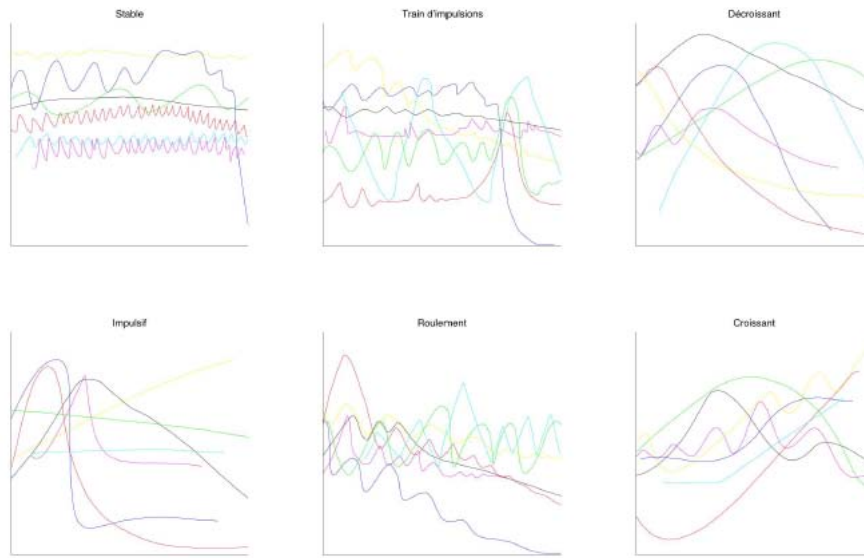 Stable
Train d'impulsions
Décroissant
Impulsif
Roulement
Croissant